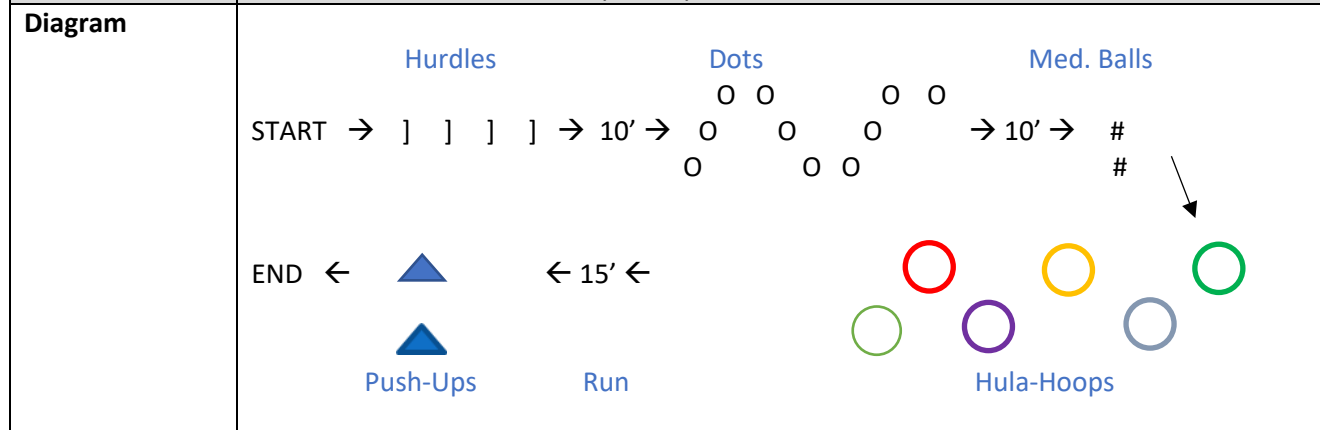 Diagram
Hurdles Dots Med. Balls
O O O O
START → ] ] ] ] → 10’ → O O O → 10’ → #
O O O #
END ← ← 15’ ←
Push-Ups Run Hula-Hoops